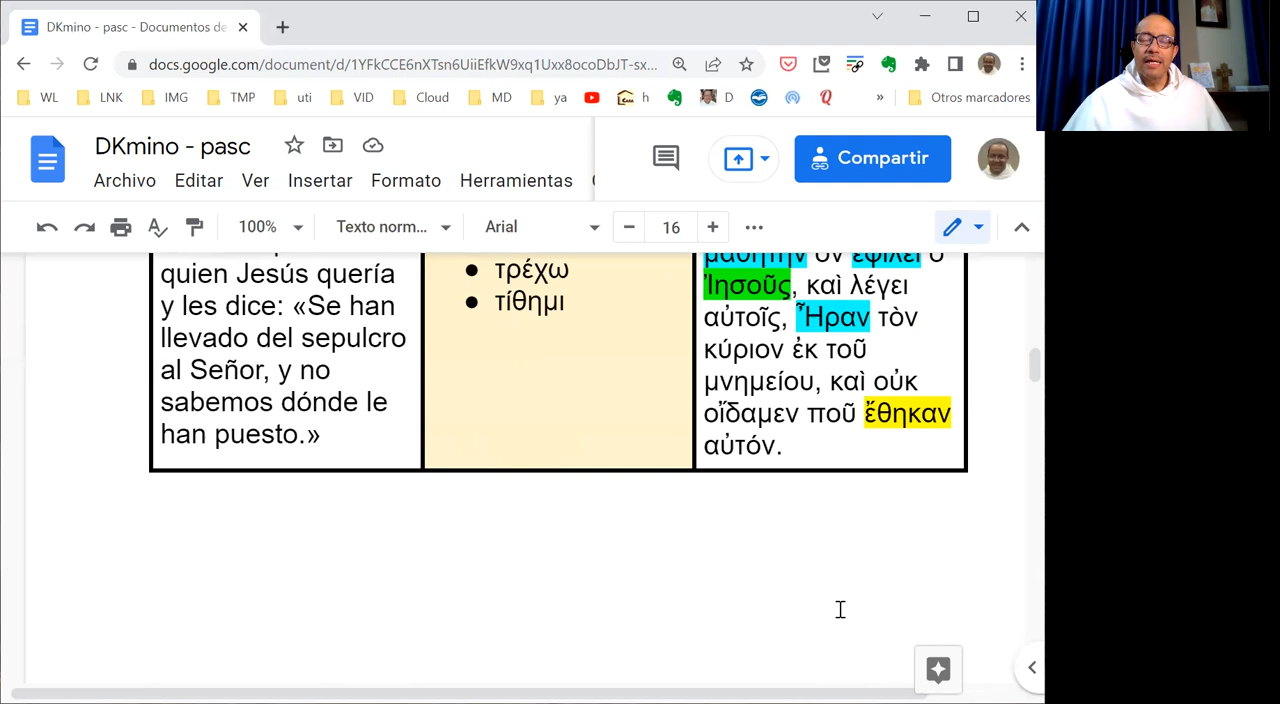 DKmino - pasc - Documentos de
docs.google.com/document/d/1YFkCCE6nXTsn6UiiEfkW9xq1Uxx8ocoDbJT-sx...
WL LNK IMG TMP uti VID Cloud MD ya h D » Otros marcadores
DKmino - pasc
Compartir
Archivo Editar Ver Insertar Formato Herramientas
100% Texto norm... Arial 16
quien Jesús quería
y les dice: «Se han
llevado del sepulcro
al Señor, y no
sabemos dónde le
han puesto.»
● τρέχω
● τίθημι
μαθητὴν ὃν ἐφίλει ὁ
Ἰησοῦς, καὶ λέγει
αὐτοῖς, Ἦραν τὸν
κύριον ἐκ τοῦ
μνημείου, καὶ οὐκ
οἴδαμεν ποῦ ἔθηκαν
αὐτόν.